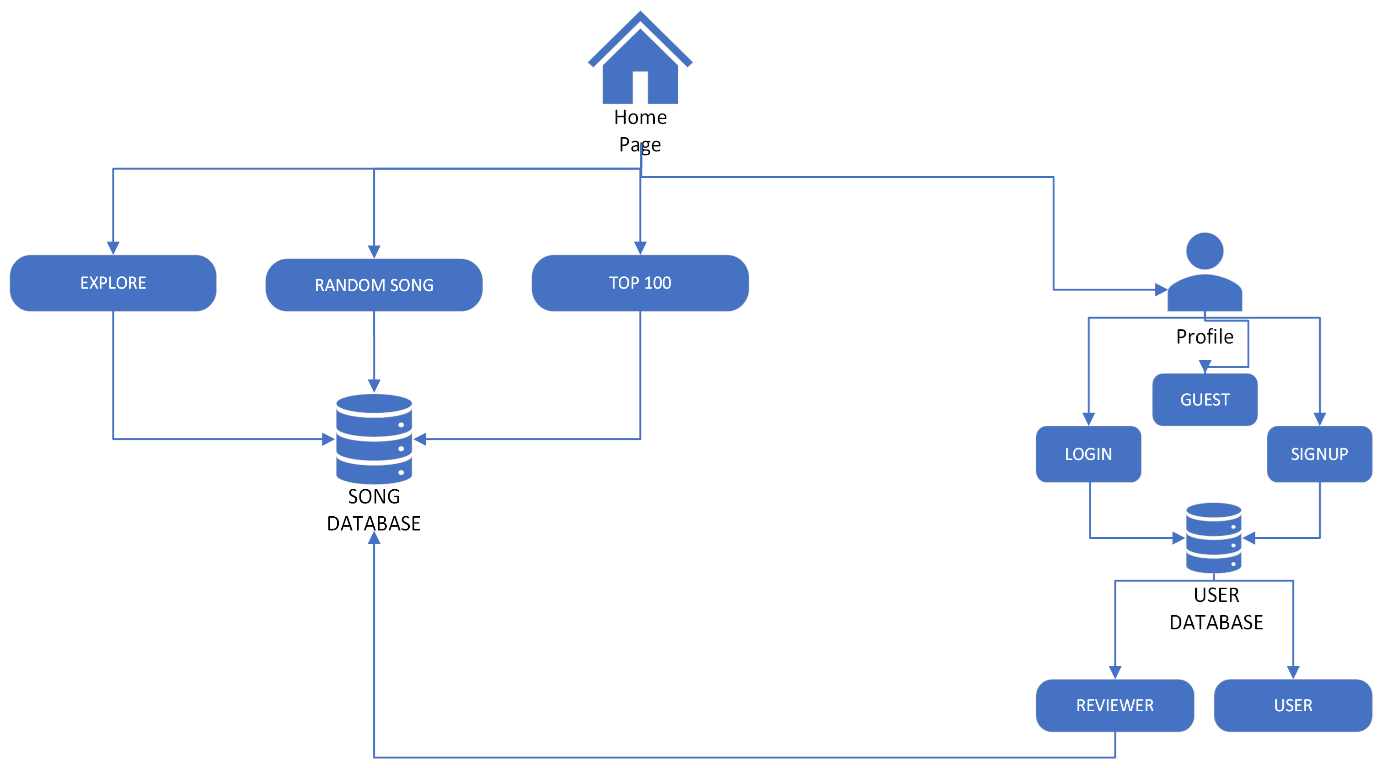 Home
Page
EXPLORE
RANDOM SONG
TOP 100
Profile
GUEST
LOGIN
SIGNUP
SONG
DATABASE
USER
DATABASE
REVIEWER
USER